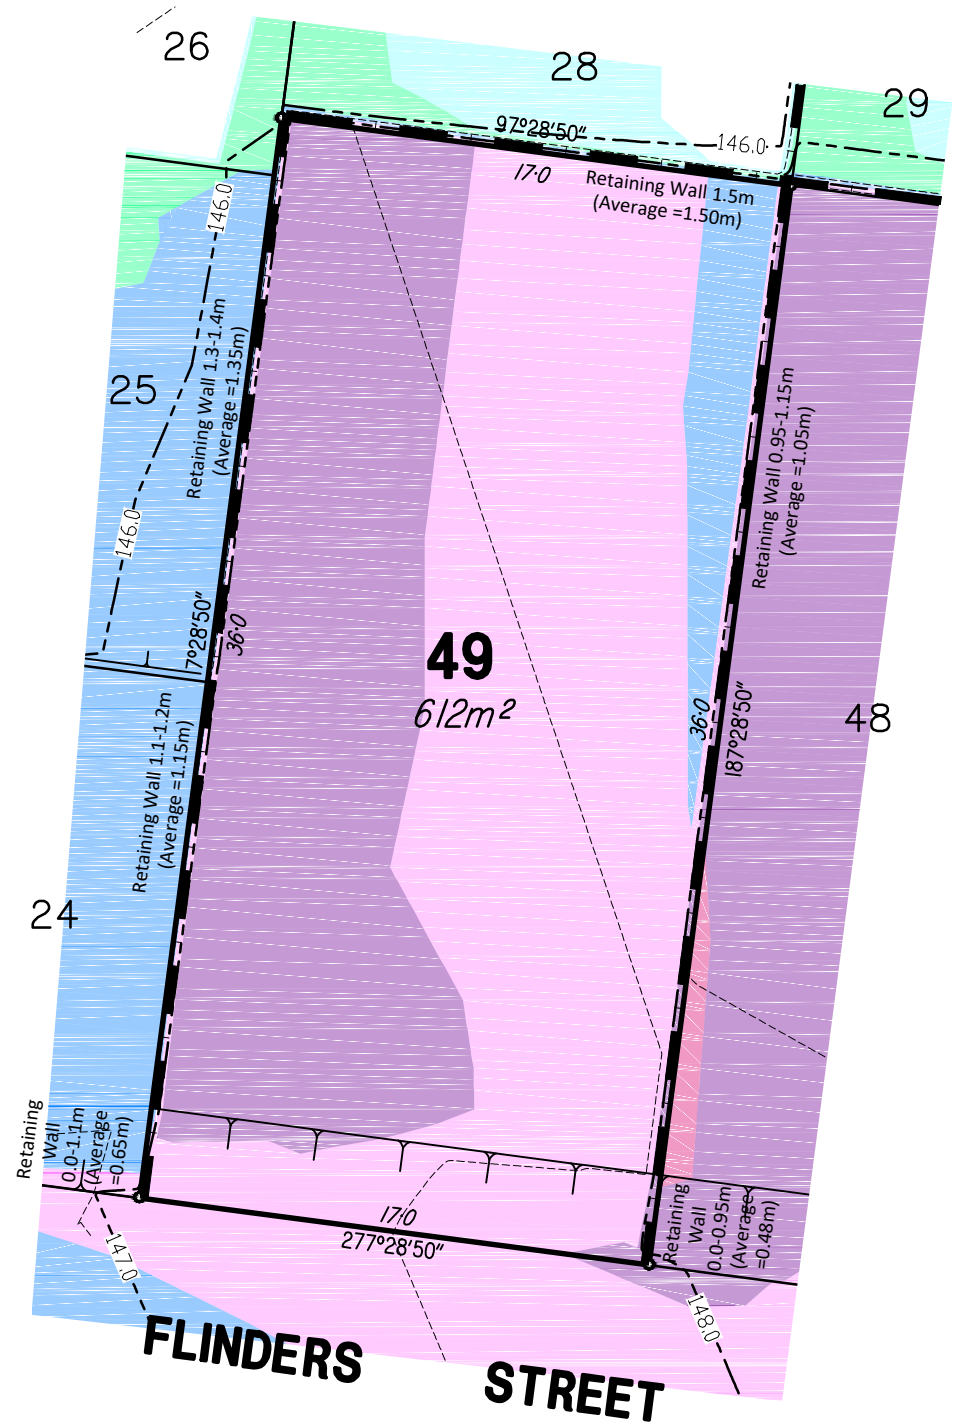 26
28
29
97°28'50"
146.0
17·0
Retaining Wall 1.5m
(Average =1.50m)
146.0
Retaining Wall 1.3-1.4m
(Average =1.35m)
25
146.0
7°28'50"
36·0
Retaining Wall 0.95-1.15m
(Average =1.05m)
49
612m²
36·0
187°28'50"
48
Retaining Wall 1.1-1.2m
(Average =1.15m)
24
Retaining
Wall
0.0-1.1m
(Average
=0.65m)
17·0
277°28'50"
Retaining
Wall
0.0-0.95m
(Average
=0.48m)
147.0
148.0
FLINDERS STREET